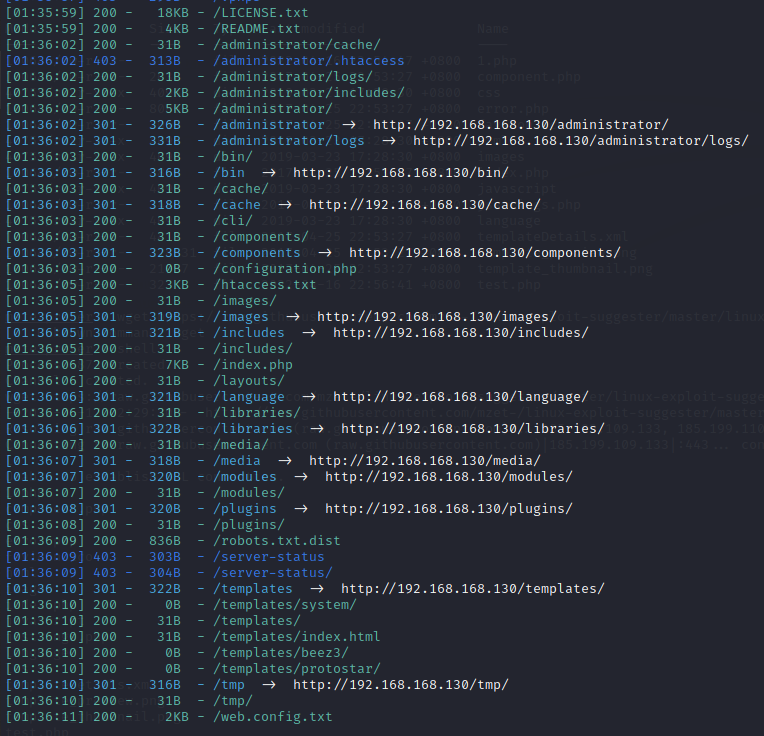 [01:35:59] 200 -   18KB - /LICENSE.txt
[01:35:59] 200 -    4KB - /README.txt
[01:36:02] 200 -   31B  - /administrator/cache/
[01:36:02] 403 -  313B  - /administrator/.htaccess
[01:36:02] 200 -   31B  - /administrator/logs/
[01:36:02] 200 -    2KB - /administrator/includes/
[01:36:02] 200 -    5KB - /administrator/
[01:36:02] 301 -  326B  - /administrator  →  http://192.168.168.130/administrator/
[01:36:02] 301 -  331B  - /administrator/logs  →  http://192.168.168.130/administrator/logs/
[01:36:03] 200 -   31B  - /bin/
[01:36:03] 301 -  316B  - /bin  →  http://192.168.168.130/bin/
[01:36:03] 200 -   31B  - /cache/
[01:36:03] 301 -  318B  - /cache  →  http://192.168.168.130/cache/
[01:36:03] 200 -   31B  - /cli/
[01:36:03] 200 -   31B  - /components/
[01:36:03] 301 -  323B  - /components  →  http://192.168.168.130/components/
[01:36:03] 200 -    0B  - /configuration.php
[01:36:05] 200 -    3KB - /htaccess.txt
[01:36:05] 200 -   31B  - /images/
[01:36:05] 301 -  319B  - /images  →  http://192.168.168.130/images/
[01:36:05] 301 -  321B  - /includes  →  http://192.168.168.130/includes/
[01:36:05] 200 -   31B  - /includes/
[01:36:06] 200 -    7KB - /index.php
[01:36:06] 200 -   31B  - /layouts/
[01:36:06] 301 -  321B  - /language  →  http://192.168.168.130/language/
[01:36:06] 200 -   31B  - /libraries/
[01:36:06] 301 -  322B  - /libraries  →  http://192.168.168.130/libraries/
[01:36:07] 200 -   31B  - /media/
[01:36:07] 301 -  318B  - /media  →  http://192.168.168.130/media/
[01:36:07] 301 -  320B  - /modules  →  http://192.168.168.130/modules/
[01:36:07] 200 -   31B  - /modules/
[01:36:08] 301 -  320B  - /plugins  →  http://192.168.168.130/plugins/
[01:36:08] 200 -   31B  - /plugins/
[01:36:09] 200 -  836B  - /robots.txt.dist
[01:36:09] 403 -  303B  - /server-status
[01:36:09] 403 -  304B  - /server-status/
[01:36:10] 301 -  322B  - /templates  →  http://192.168.168.130/templates/
[01:36:10] 200 -    0B  - /templates/system/
[01:36:10] 200 -   31B  - /templates/
[01:36:10] 200 -   31B  - /templates/index.html
[01:36:10] 200 -    0B  - /templates/beez3/
[01:36:10] 200 -    0B  - /templates/protostar/
[01:36:10] 301 -  316B  - /tmp  →  http://192.168.168.130/tmp/
[01:36:10] 200 -   31B  - /tmp/
[01:36:11] 200 -    2KB - /web.config.txt